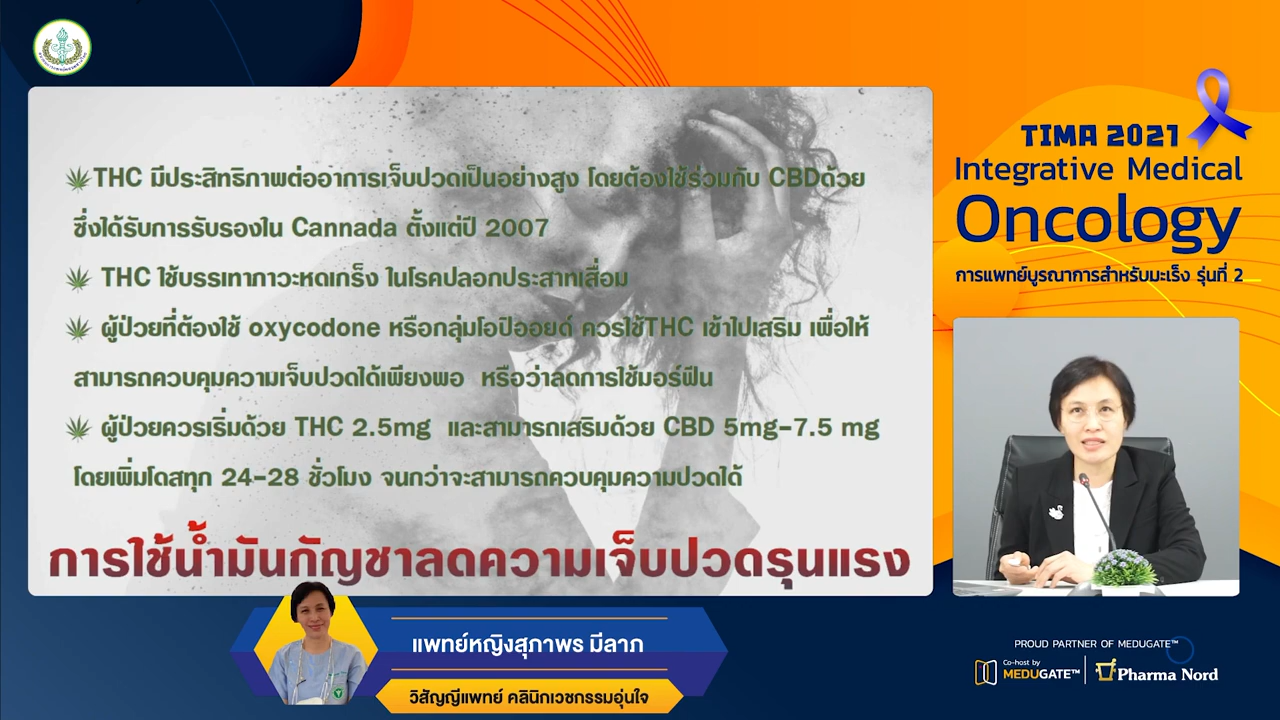 THC มีประสิทธิภาพต่ออาการเจ็บปวดเป็นอย่างสูง โดยต้องใช้ร่วมกับ CBDด้วย
ซึ่งได้รับการรับรองใน Cannada ตั้งแต่ปี 2007
THC ใช้บรรเทาภาวะหดเกร็ง ในโรคปลอกประสาทเสื่อม
ผู้ป่วยที่ต้องใช้ oxycodone หรือกลุ่มโอปิออยด์ ควรใช้THC เข้าไปเสริม เพื่อให้
สามารถควบคุมความเจ็บปวดได้เพียงพอ หรือว่าลดการใช้มอร์ฟีน
ผู้ป่วยควรเริ่มด้วย THC 2.5mg และสามารถเสริมด้วย CBD 5mg-7.5 mg
โดยเพิ่มโดสทุก 24-28 ชั่วโมง จนกว่าจะสามารถควบคุมความปวดได้
การใช้น้ำมันกัญชาลดความเจ็บปวดรุนแรง
แพทย์หญิงสุภาพร มีลาภ
วิสัญญีแพทย์ คลินิกเวชกรรมอุ่นใจ
TIMA 2021
Integrative Medical
Oncology
การแพทย์บูรณาการสำหรับมะเร็ง รุ่นที่ 2
PROUD PARTNER OF MEDUGATE™
Co-host by
MEDUGATE™
Pharma Nord